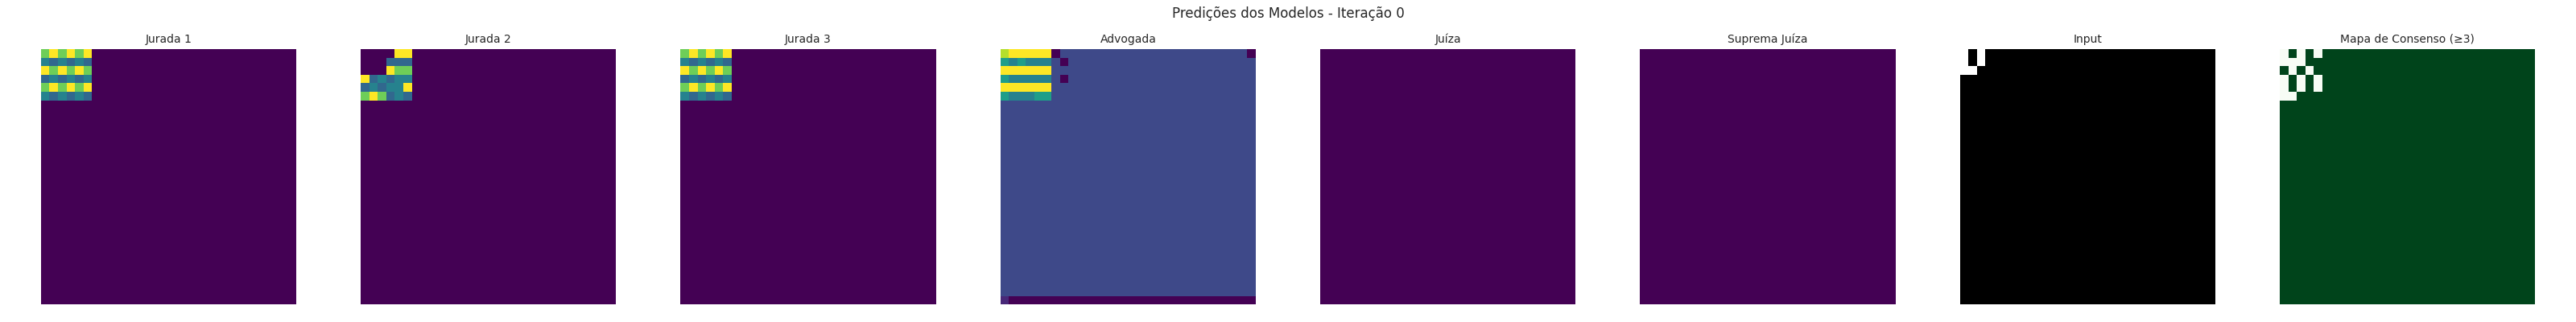 Predições dos Modelos - Iteração 0
Jurada 1
Jurada 2
Jurada 3
Advogada
Juíza
Suprema Juíza
Input
Mapa de Consenso (≥3)